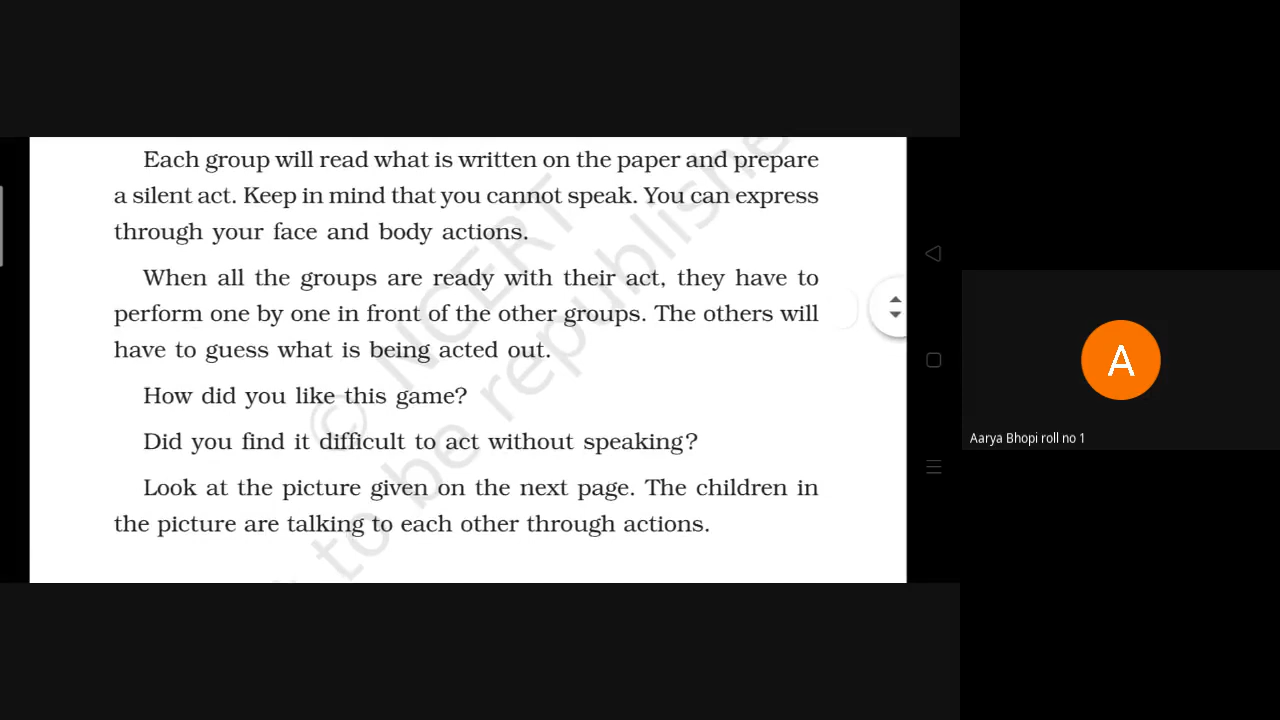 Each group will read what is written on the paper and prepare
a silent act. Keep in mind that you cannot speak. You can express
through your face and body actions.
When all the groups are ready with their act, they have to
perform one by one in front of the other groups. The others will
have to guess what is being acted out.
How did you like this game?
Did you find it difficult to act without speaking?
Look at the picture given on the next page. The children in
the picture are talking to each other through actions.
© NCERT
to be republishe
A
Aarya Bhopi roll no 1